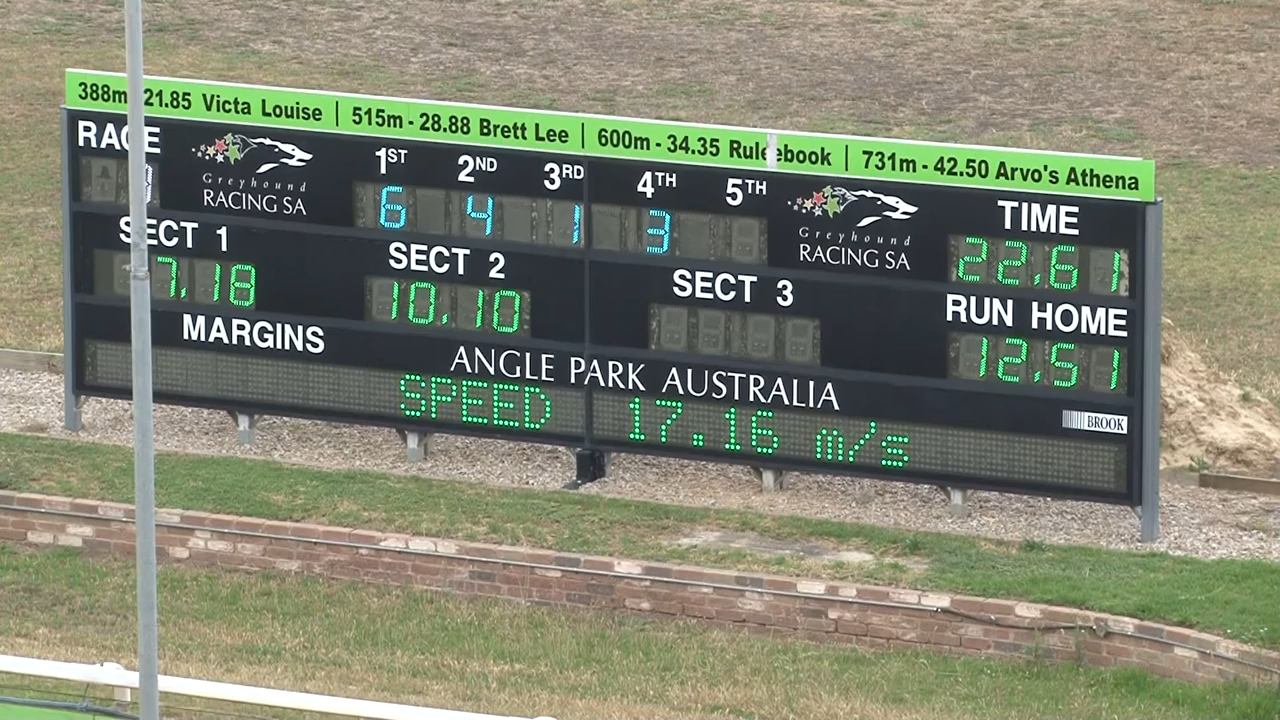 388m 21.85 Victa Louise | 515m - 28.88 Brett Lee | 600m - 34.35 Rulebook | 731m - 42.50 Arvo's Athena
RACE
Greyhound
RACING SA
1ST 2ND 3RD 4TH 5TH
6 4 1 3
Greyhound
RACING SA
TIME
22.61
SECT 1
7.18
SECT 2
10.10
SECT 3
RUN HOME
12.51
MARGINS
ANGLE PARK AUSTRALIA
SPEED 17.16 m/s
BROOK